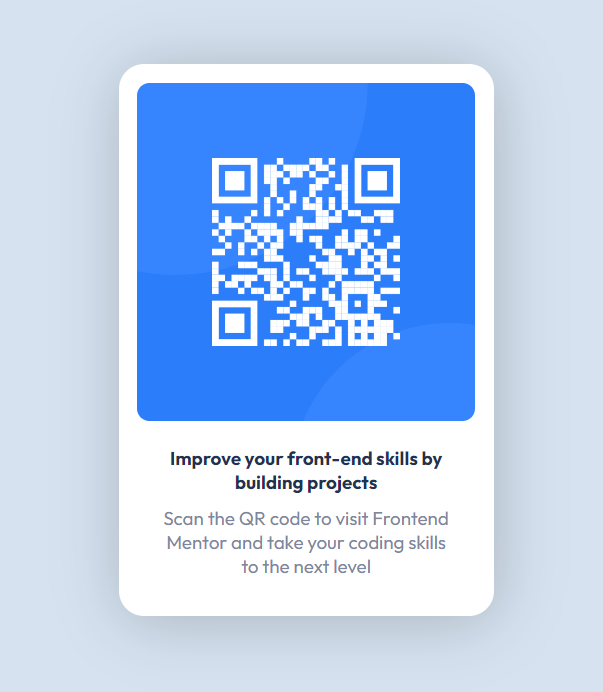 Improve your front-end skills by
building projects
Scan the QR code to visit Frontend
Mentor and take your coding skills
to the next level